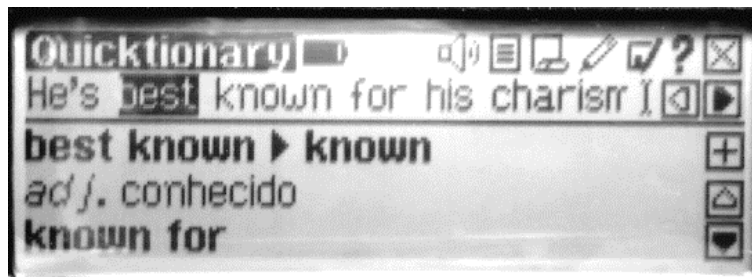 Quicktionary ?
He's best known for his charism
best known ▶ known
adj. conhecido
known for